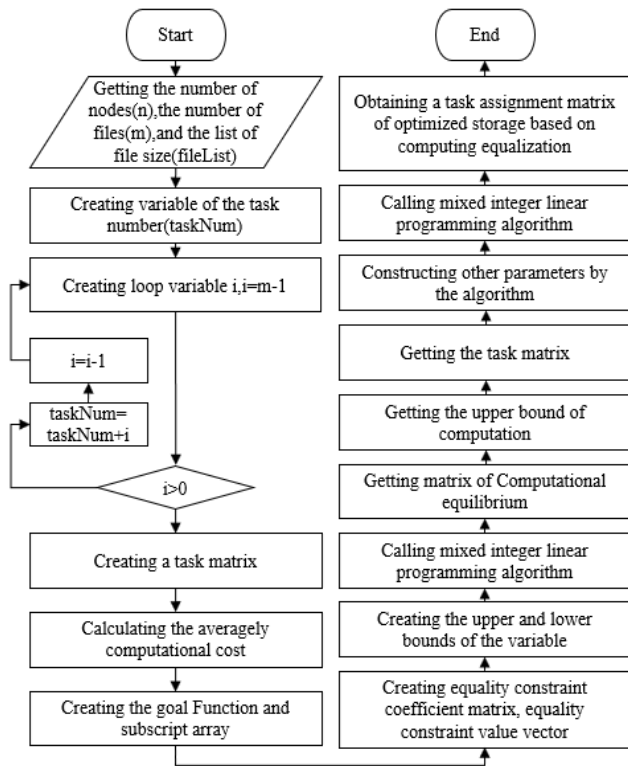 Start
Getting the number of
nodes(n),the number of
files(m),and the list of
file size(fileList)
Creating variable of the task
number(taskNum)
Creating loop variable i,i=m-1
i=i-1
taskNum=
taskNum+i
i>0
Creating a task matrix
Calculating the averagely
computational cost
Creating the goal Function and
subscript array
End
Obtaining a task assignment matrix
of optimized storage based on
computing equalization
Calling mixed integer linear
programming algorithm
Constructing other parameters by
the algorithm
Getting the task matrix
Getting the upper bound of
computation
Getting matrix of Computational
equilibrium
Calling mixed integer linear
programming algorithm
Creating the upper and lower
bounds of the variable
Creating equality constraint
coefficient matrix, equality
constraint value vector